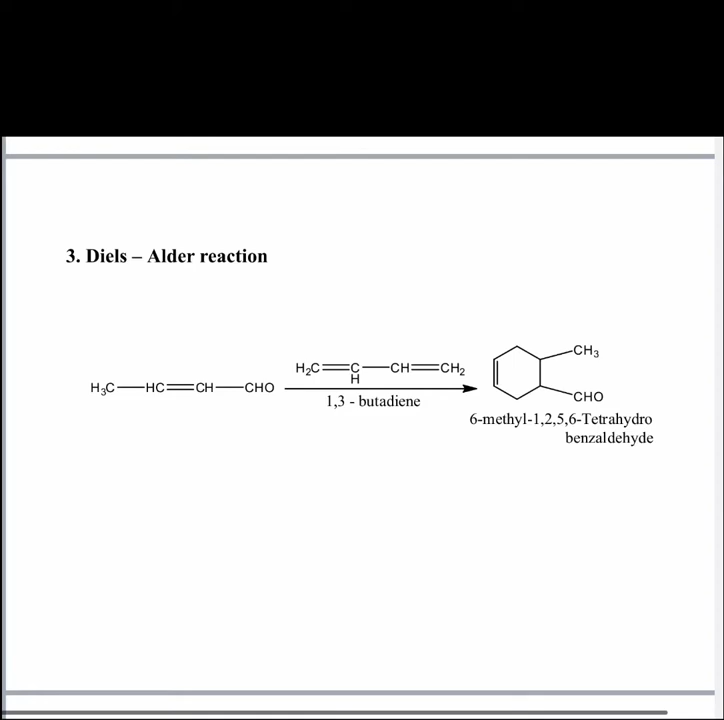 3. Diels – Alder reaction
H₂C═C—CH═CH₂
H
H₃C—HC═CH—CHO
1,3 - butadiene
CH₃
CHO
6-methyl-1,2,5,6-Tetrahydro
benzaldehyde